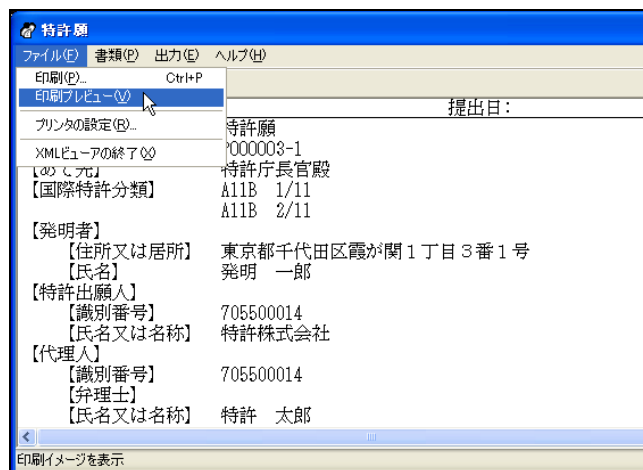 特許願
ファイル(F) 書類(P) 出力(E) ヘルプ(H)
印刷(P)... Ctrl+P
印刷プレビュー(V)
プリンタの設定(R)...
XMLビューアの終了(X)
提出日:
特許願
P000003-1
【あて先】 特許庁長官殿
【国際特許分類】 A11B 1/11
A11B 2/11
【発明者】
【住所又は居所】 東京都千代田区霞が関1丁目3番1号
【氏名】 発明 一郎
【特許出願人】
【識別番号】 705500014
【氏名又は名称】 特許株式会社
【代理人】
【識別番号】 705500014
【弁理士】
【氏名又は名称】 特許 太郎
印刷イメージを表示